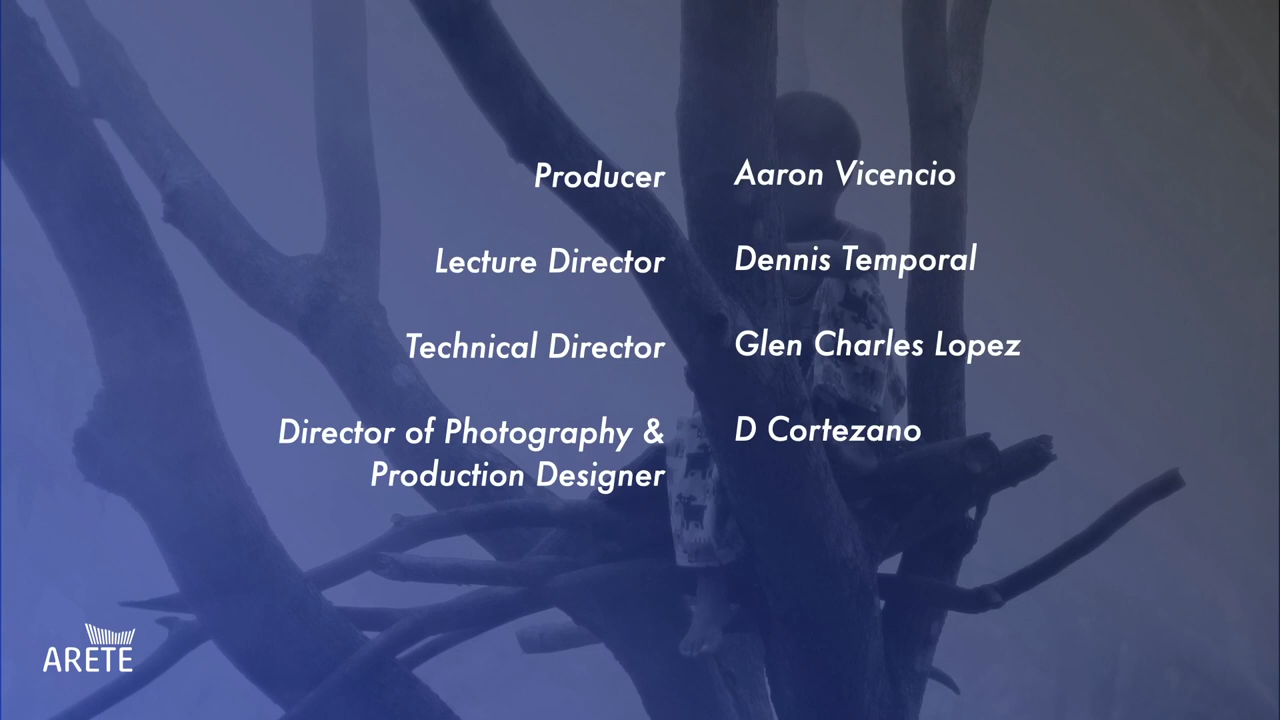 Producer Aaron Vicencio
Lecture Director Dennis Temporal
Technical Director Glen Charles Lopez
Director of Photography & D Cortezano
Production Designer
ARETE